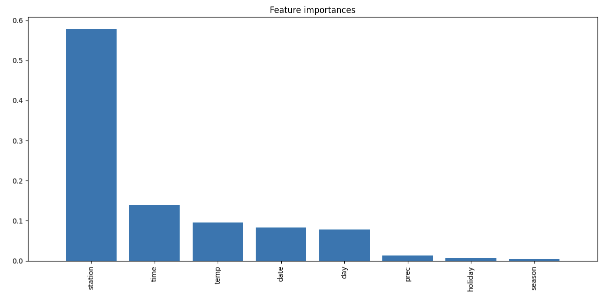 Feature importances
0.6
0.5
0.4
0.3
0.2
0.1
0.0
station
time
temp
date
day
prec
holiday
season